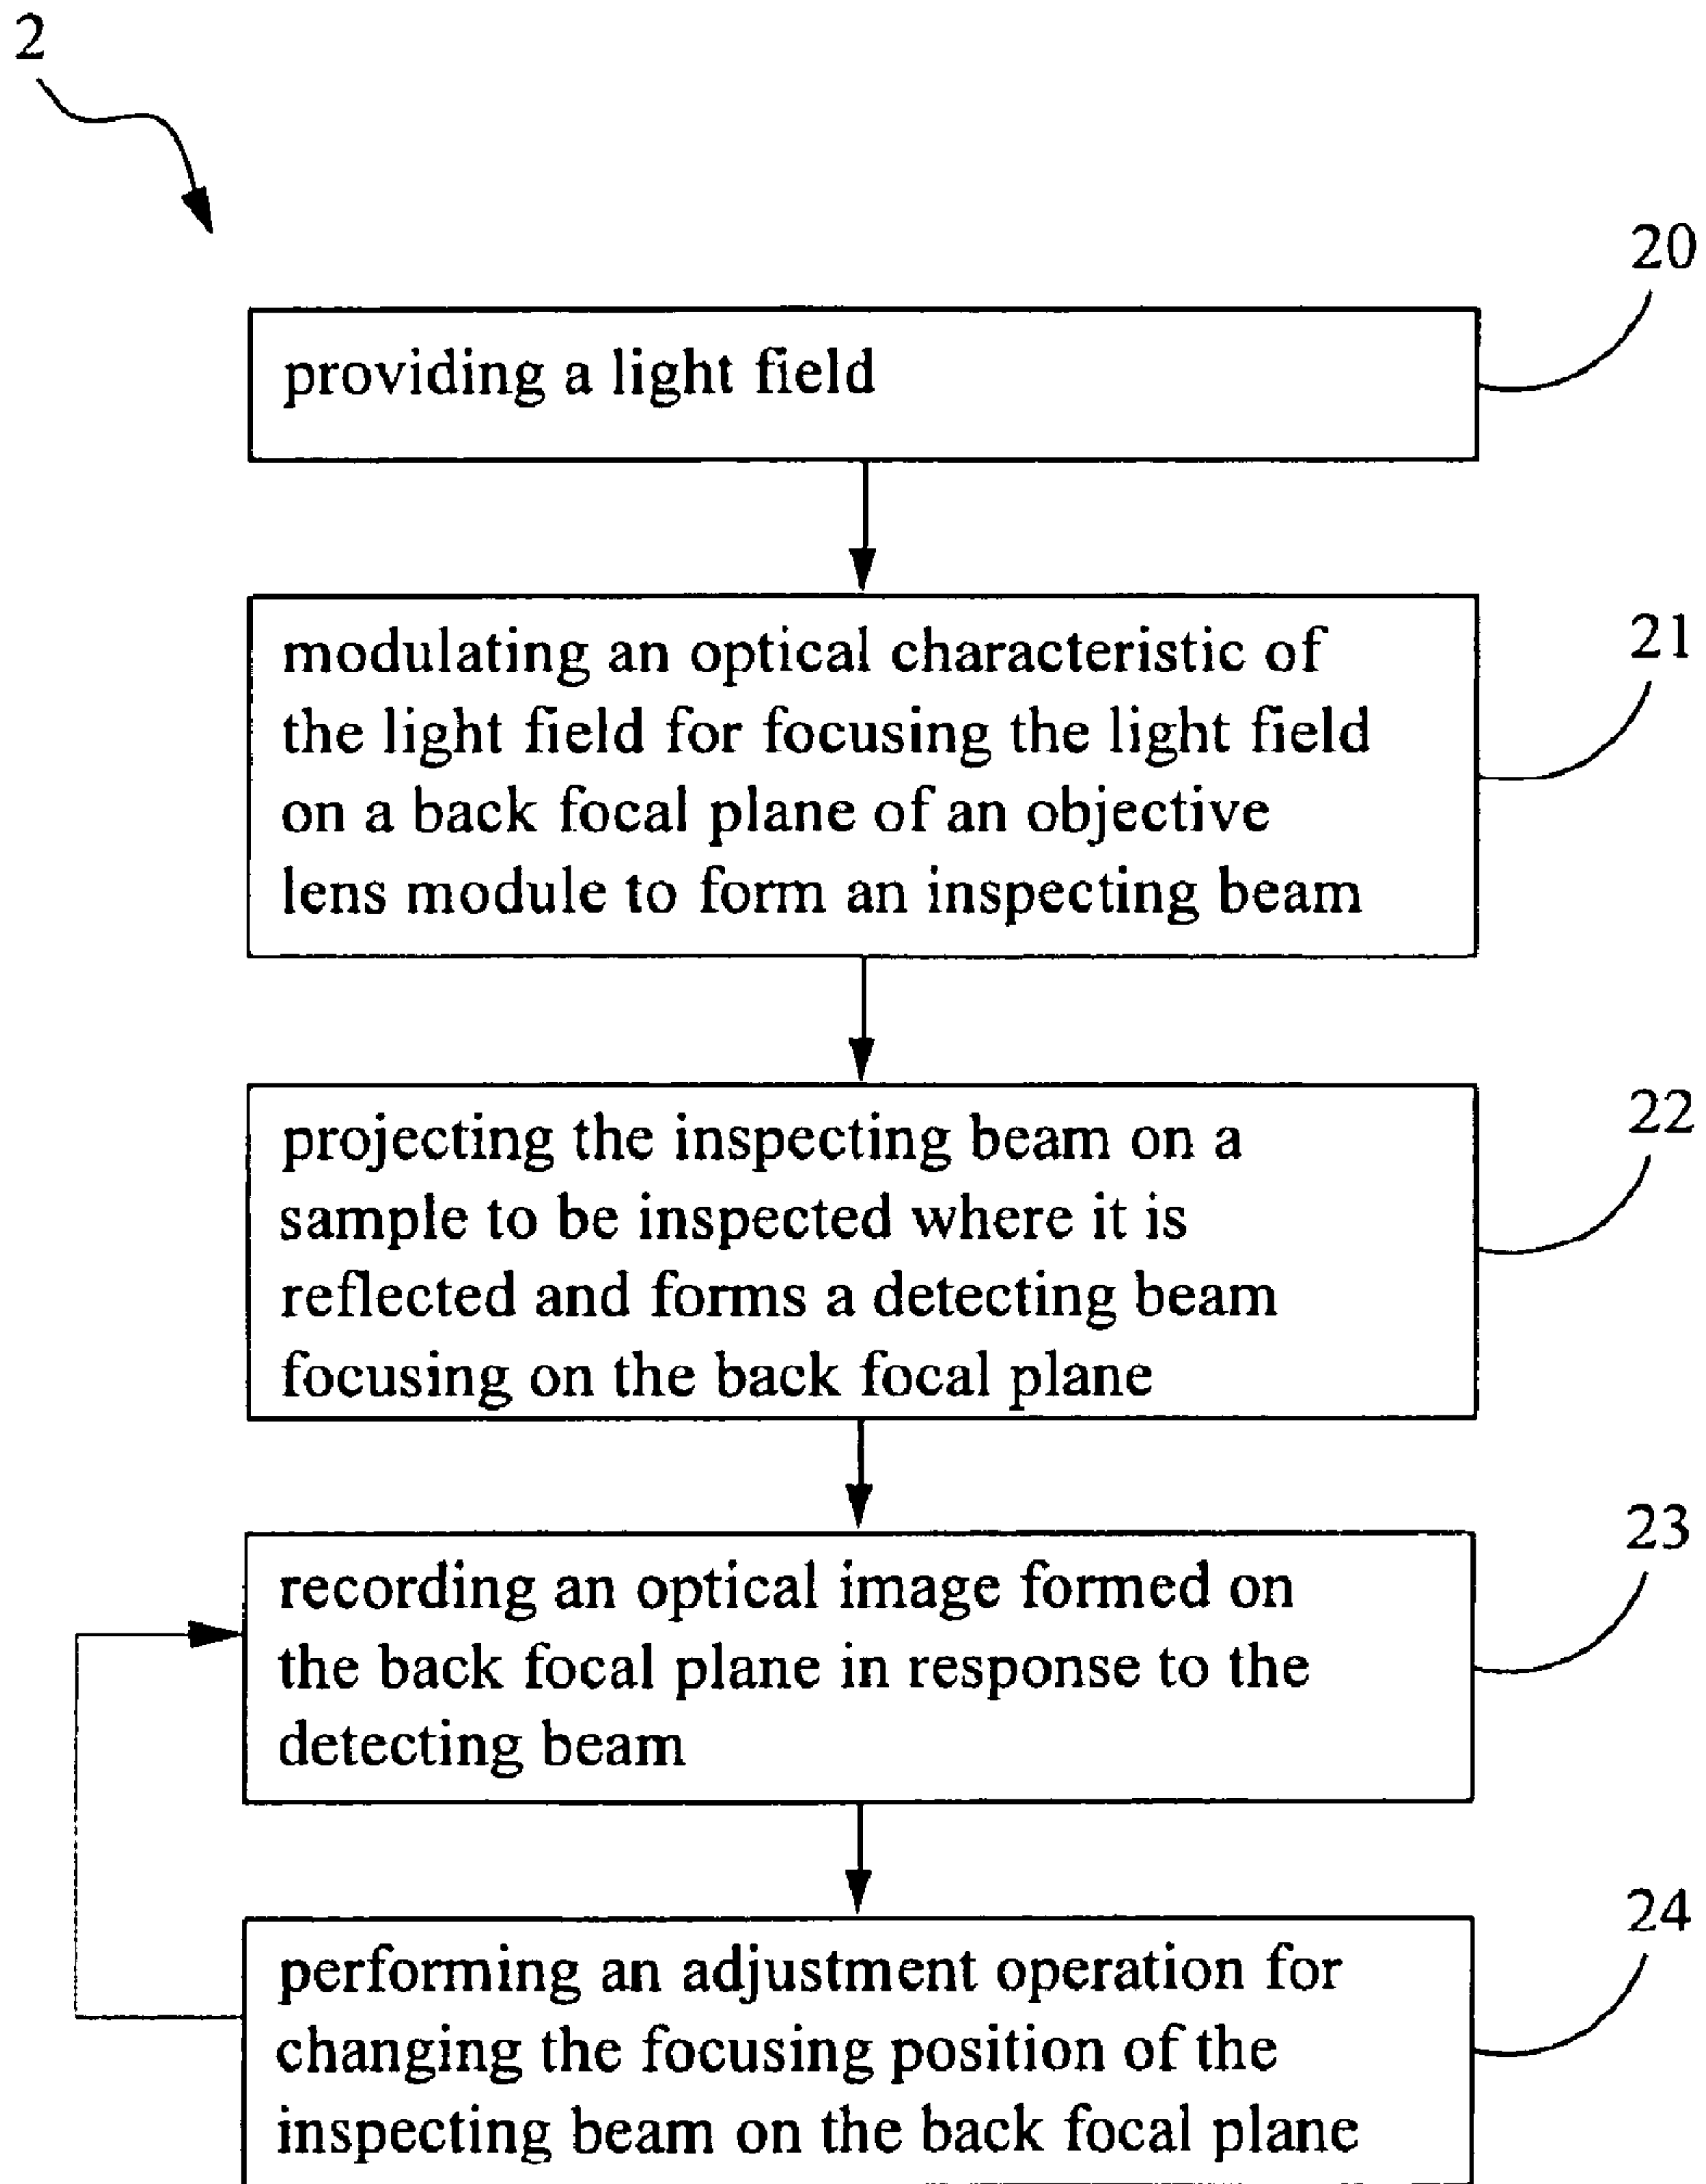 2
20
providing a light field
21
modulating an optical characteristic of
the light field for focusing the light field
on a back focal plane of an objective
lens module to form an inspecting beam
22
projecting the inspecting beam on a
sample to be inspected where it is
reflected and forms a detecting beam
focusing on the back focal plane
23
recording an optical image formed on
the back focal plane in response to the
detecting beam
24
performing an adjustment operation for
changing the focusing position of the
inspecting beam on the back focal plane